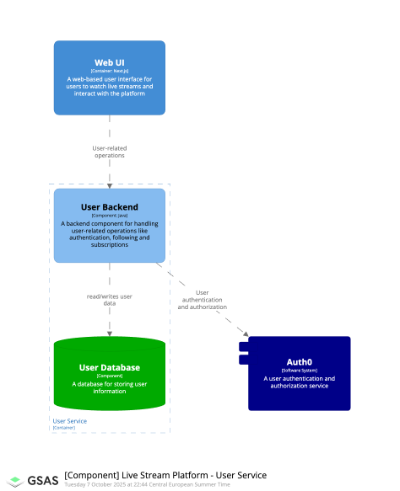 Web UI
[Container: Next.js]
A web-based user interface for
users to watch live streams and
interact with the platform
User-related
operations
User Backend
[Component: Java]
A backend component for handling
user-related operations like
authentication, following and
subscriptions
read/writes user
data
User
authentication
and authorization
User Database
[Component]
A database for storing user
information
Auth0
[Software System]
A user authentication and
authorization service
User Service
[Container]
GSAS
[Component] Live Stream Platform - User Service
Tuesday 7 October 2025 at 22:44 Central European Summer Time